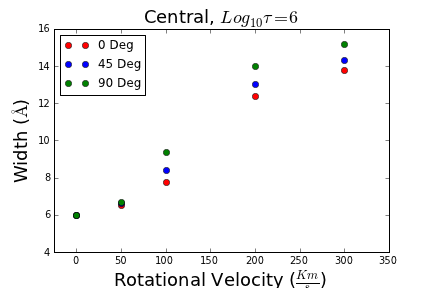 Central, Log₁₀τ=6
0 Deg
45 Deg
90 Deg
Width (Å)
16
14
12
10
8
6
4
0 50 100 150 200 250 300 350
Rotational Velocity (Km/s)